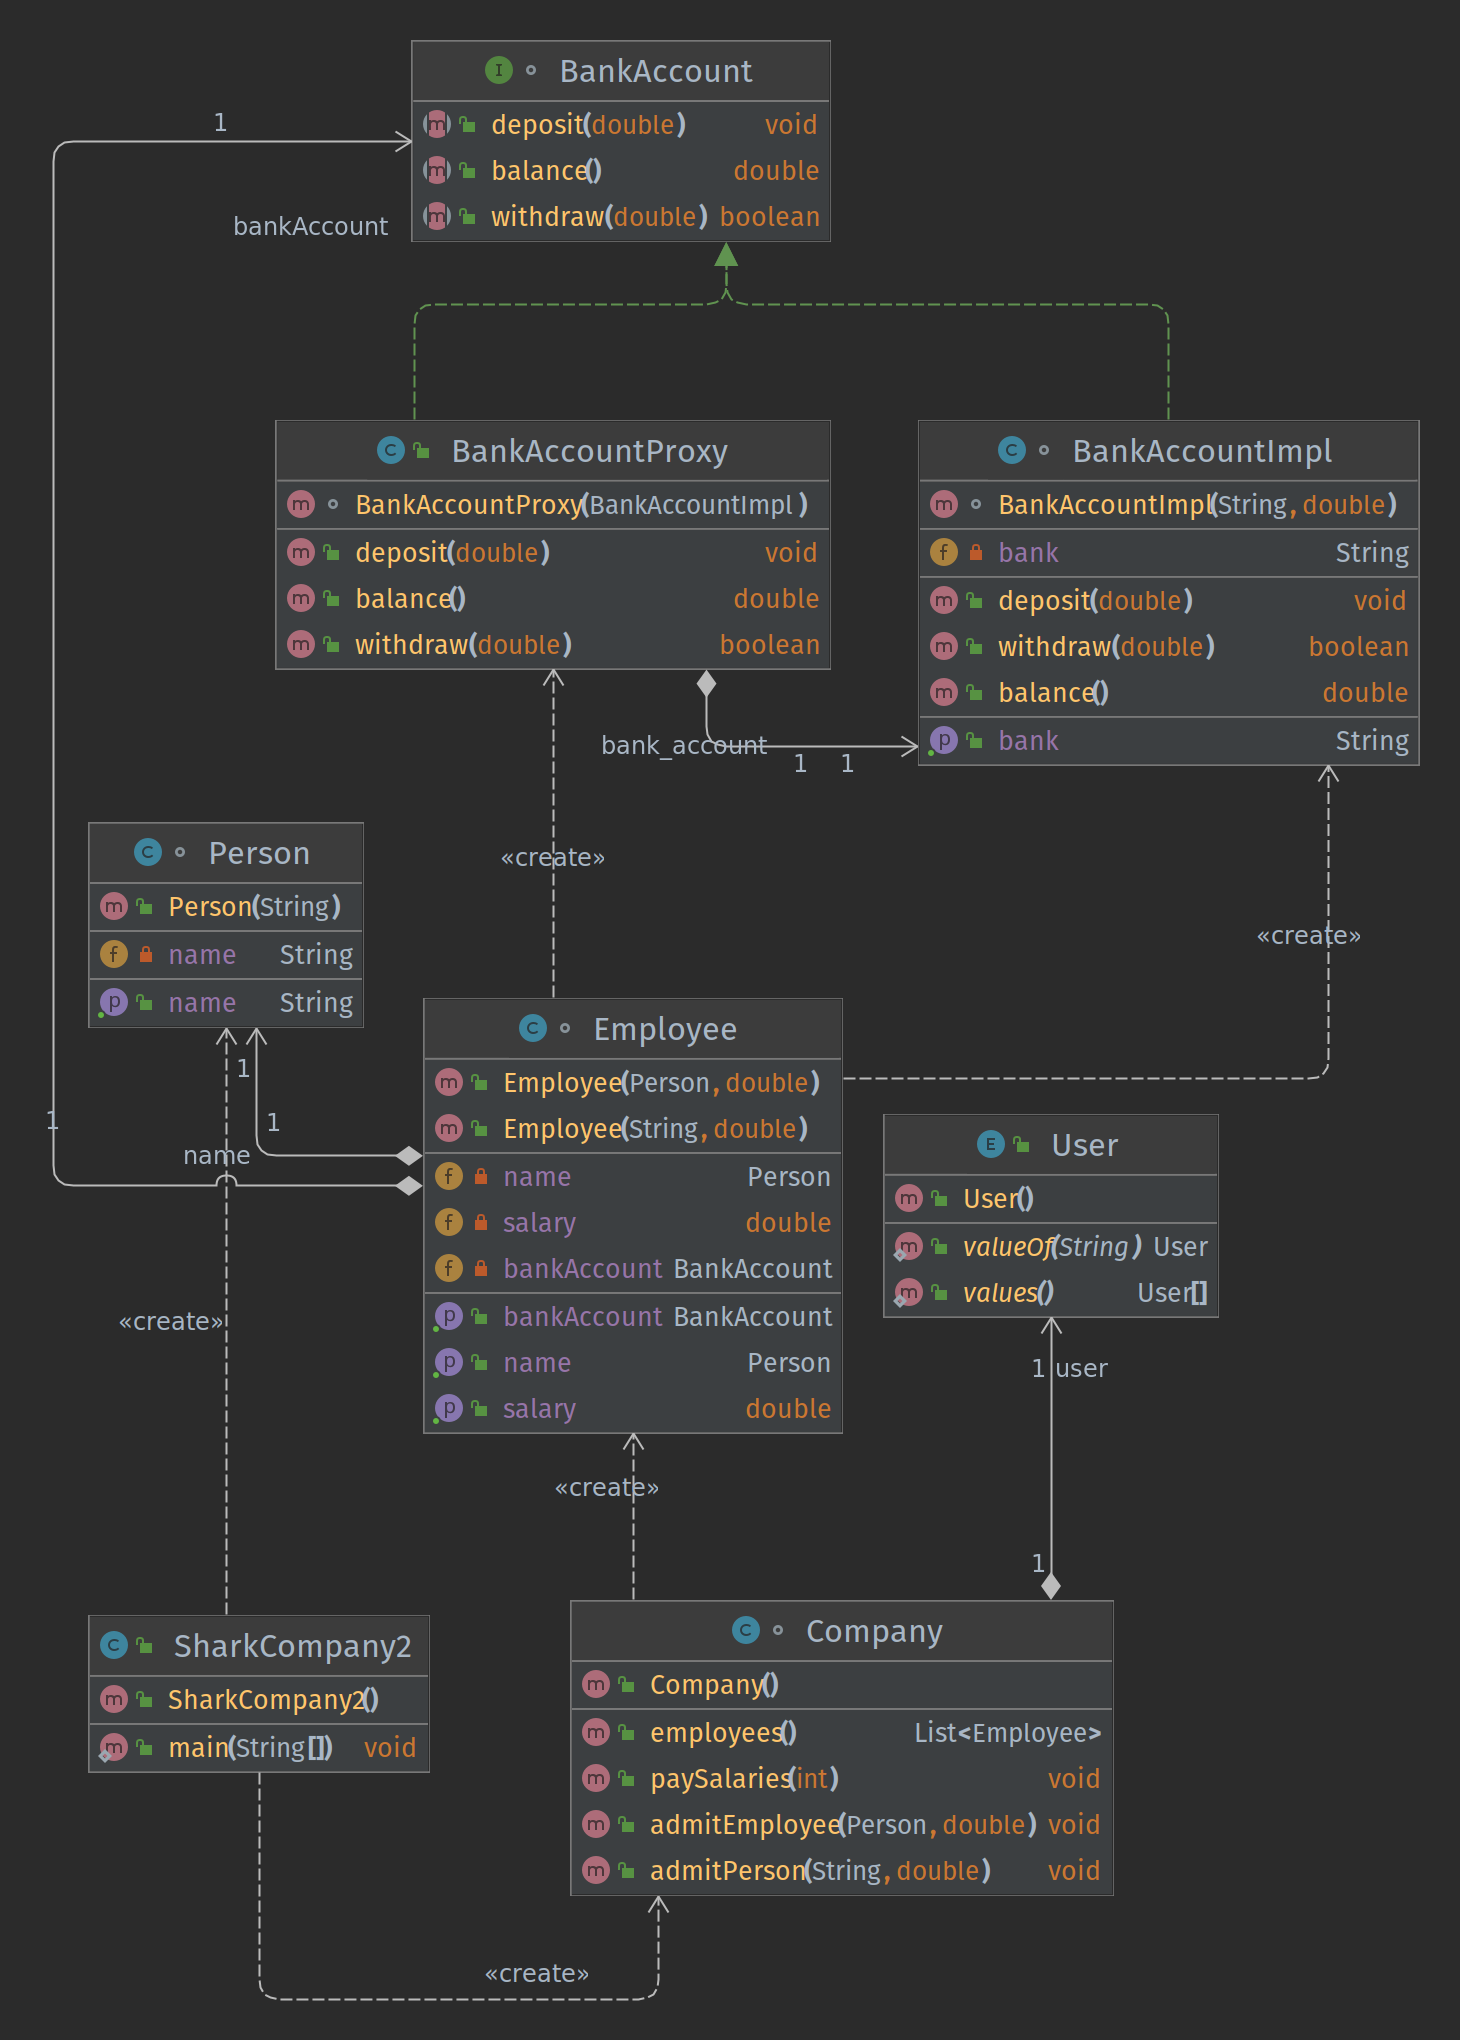 BankAccount
deposit(double) void
balance() double
withdraw(double) boolean
1
bankAccount
BankAccountProxy
BankAccountProxy(BankAccountImpl)
deposit(double) void
balance() double
withdraw(double) boolean
BankAccountImpl
BankAccountImpl(String, double)
bank String
deposit(double) void
withdraw(double) boolean
balance() double
bank String
bank_account
1 1
«create»
«create»
Person
Person(String)
name String
name String
1
1
1
name
Employee
Employee(Person, double)
Employee(String, double)
name Person
salary double
bankAccount BankAccount
bankAccount BankAccount
name Person
salary double
User
User()
valueOf(String) User
values() User[]
«create»
1 user
«create»
1
SharkCompany2
SharkCompany2()
main(String[]) void
Company
Company()
employees() List<Employee>
paySalaries(int) void
admitEmployee(Person, double) void
admitPerson(String, double) void
«create»